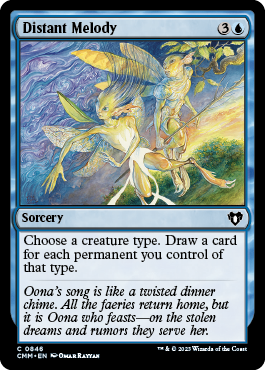 Distant Melody 3
Sorcery
Choose a creature type. Draw a card
for each permanent you control of
that type.
Oona's song is like a twisted dinner
chime. All the faeries return home, but
it is Oona who feasts—on the stolen
dreams and rumors they serve her.
C 0846
CMM • EN Omar Rayyan
™ & © 2023 Wizards of the Coast